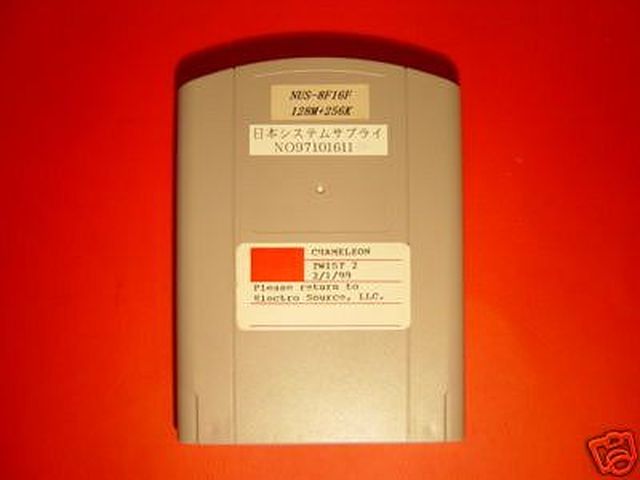 NUS-8F16F
128M+256K
日本システムサプライ
NO97101611
CHAMELEON
TWIST 2
2/1/99
Please return to
Electro Source, LLC.